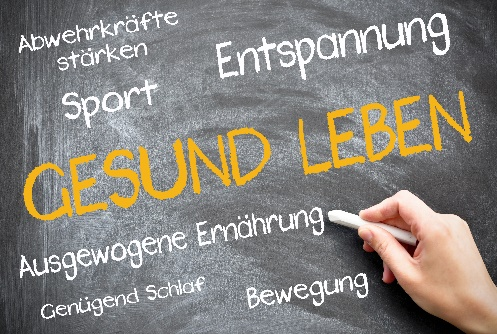 Abwehrkräfte
stärken
Entspannung
Sport
GESUND LEBEN
Ausgewogene Ernährung
Genügend Schlaf
Bewegung